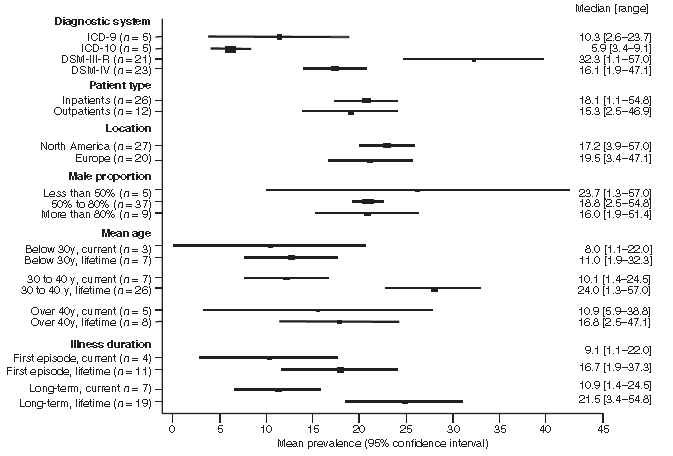 Median [range]
Diagnostic system
ICD-9 (n = 5) 10.3 [2.6–23.7]
ICD-10 (n = 5) 5.9 [3.4–9.1]
DSM-III-R (n = 21) 32.3 [1.1–57.0]
DSM-IV (n = 23) 16.1 [1.9–47.1]
Patient type
Inpatients (n = 26) 18.1 [1.1–54.8]
Outpatients (n = 12) 15.3 [2.5–46.9]
Location
North America (n = 27) 17.2 [3.9–57.0]
Europe (n = 20) 19.5 [3.4–47.1]
Male proportion
Less than 50% (n = 5) 23.7 [1.3–57.0]
50% to 80% (n = 37) 18.8 [2.5–54.8]
More than 80% (n = 9) 16.0 [1.9–51.4]
Mean age
Below 30y, current (n = 3) 8.0 [1.1–22.0]
Below 30y, lifetime (n = 7) 11.0 [1.9–32.3]
30 to 40 y, current (n = 7) 10.1 [1.4–24.5]
30 to 40 y, lifetime (n = 26) 24.0 [1.3–57.0]
Over 40y, current (n = 5) 10.9 [5.9–38.8]
Over 40y, lifetime (n = 8) 16.8 [2.5–47.1]
Illness duration
First episode, current (n = 4) 9.1 [1.1–22.0]
First episode, lifetime (n = 11) 16.7 [1.9–37.3]
Long-term, current (n = 7) 10.9 [1.4–24.5]
Long-term, lifetime (n = 19) 21.5 [3.4–54.8]
0 5 10 15 20 25 30 35 40 45
Mean prevalence (95% confidence interval)